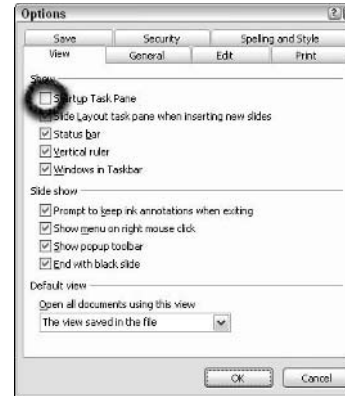 Options
Save Security Spelling and Style
View General Edit Print
Show
Startup Task Pane
Slide Layout task pane when inserting new slides
Status bar
Vertical ruler
Windows in Taskbar
Slide show
Prompt to keep ink annotations when exiting
Show menu on right mouse click
Show popup toolbar
End with black slide
Default view
Open all documents using this view
The view saved in the file
OK Cancel